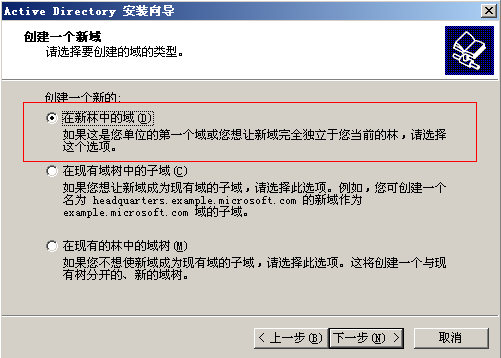 Active Directory 安装向导
创建一个新域
请选择要创建的域的类型。
创建一个新的:
在新林中的域(D)
如果这是您单位的第一个域或您想让新域完全独立于您当前的林，请选择
这个选项。
在现有域树中的子域(C)
如果您想让新域成为现有域的子域，请选择此选项。例如，您可创建一个
名为 headquarters.example.microsoft.com 的新域作为
example.microsoft.com 域的子域。
在现有的林中的域树(M)
如果您不想使新域成为现有域的子域，请选择此选项。这将创建一个与现
有树分开的、新的域树。
< 上一步(B) 下一步(N) > 取消